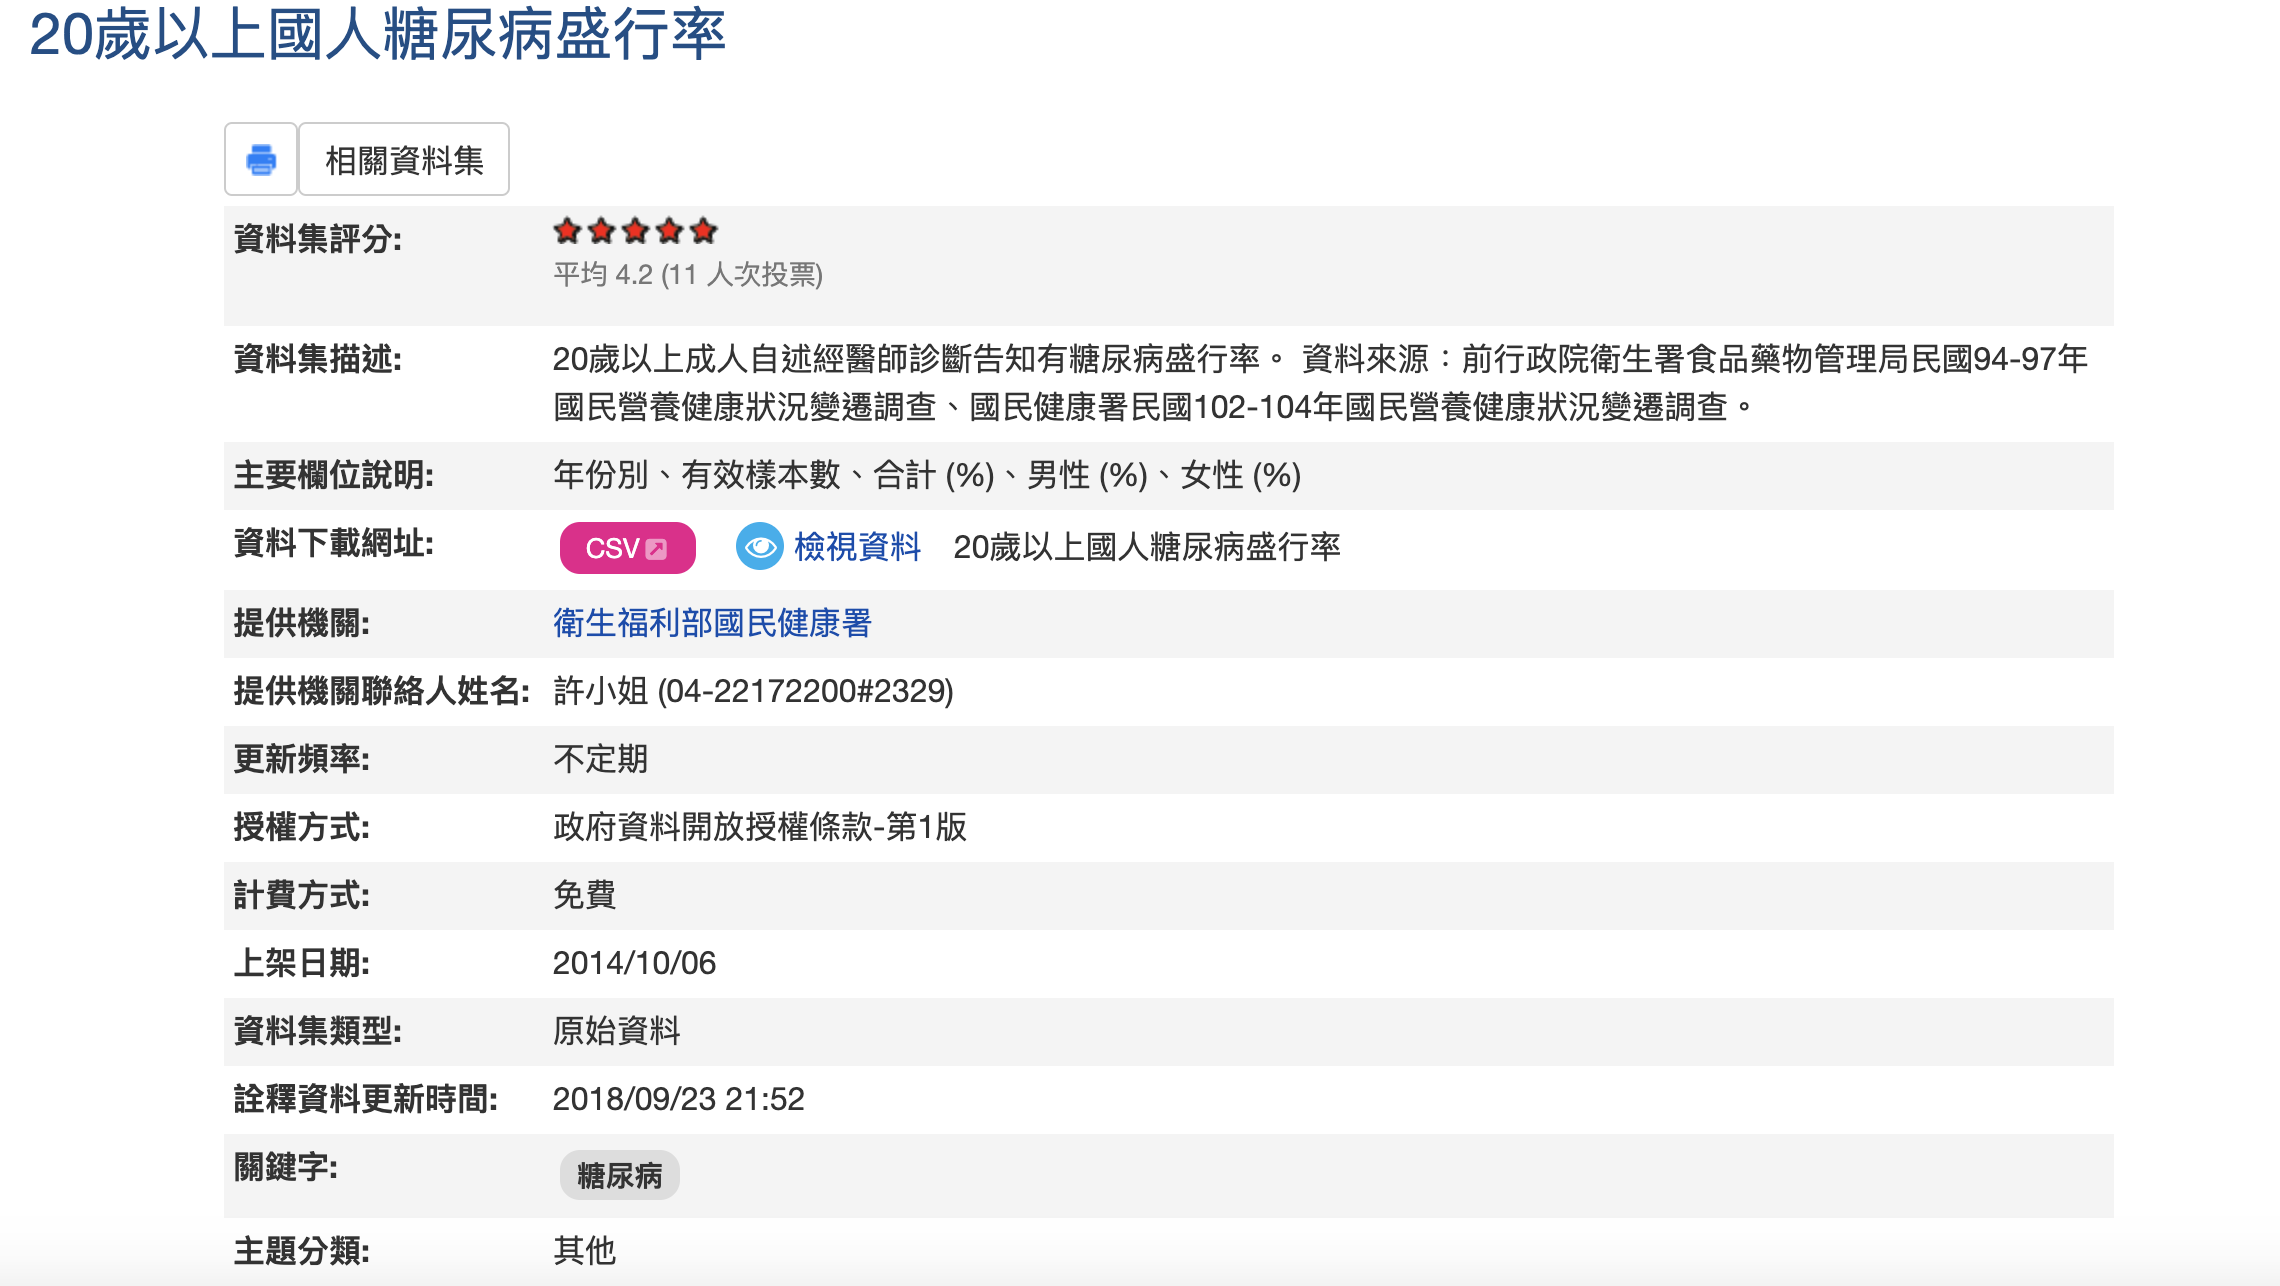 20歲以上國人糖尿病盛行率
相關資料集
資料集評分:
平均 4.2 (11 人次投票)
資料集描述: 20歲以上成人自述經醫師診斷告知有糖尿病盛行率。 資料來源：前行政院衛生署食品藥物管理局民國94-97年
國民營養健康狀況變遷調查、國民健康署民國102-104年國民營養健康狀況變遷調查。
主要欄位說明: 年份別、有效樣本數、合計 (%)、男性 (%)、女性 (%)
資料下載網址: CSV 檢視資料 20歲以上國人糖尿病盛行率
提供機關: 衛生福利部國民健康署
提供機關聯絡人姓名: 許小姐 (04-22172200#2329)
更新頻率: 不定期
授權方式: 政府資料開放授權條款-第1版
計費方式: 免費
上架日期: 2014/10/06
資料集類型: 原始資料
詮釋資料更新時間: 2018/09/23 21:52
關鍵字: 糖尿病
主題分類: 其他